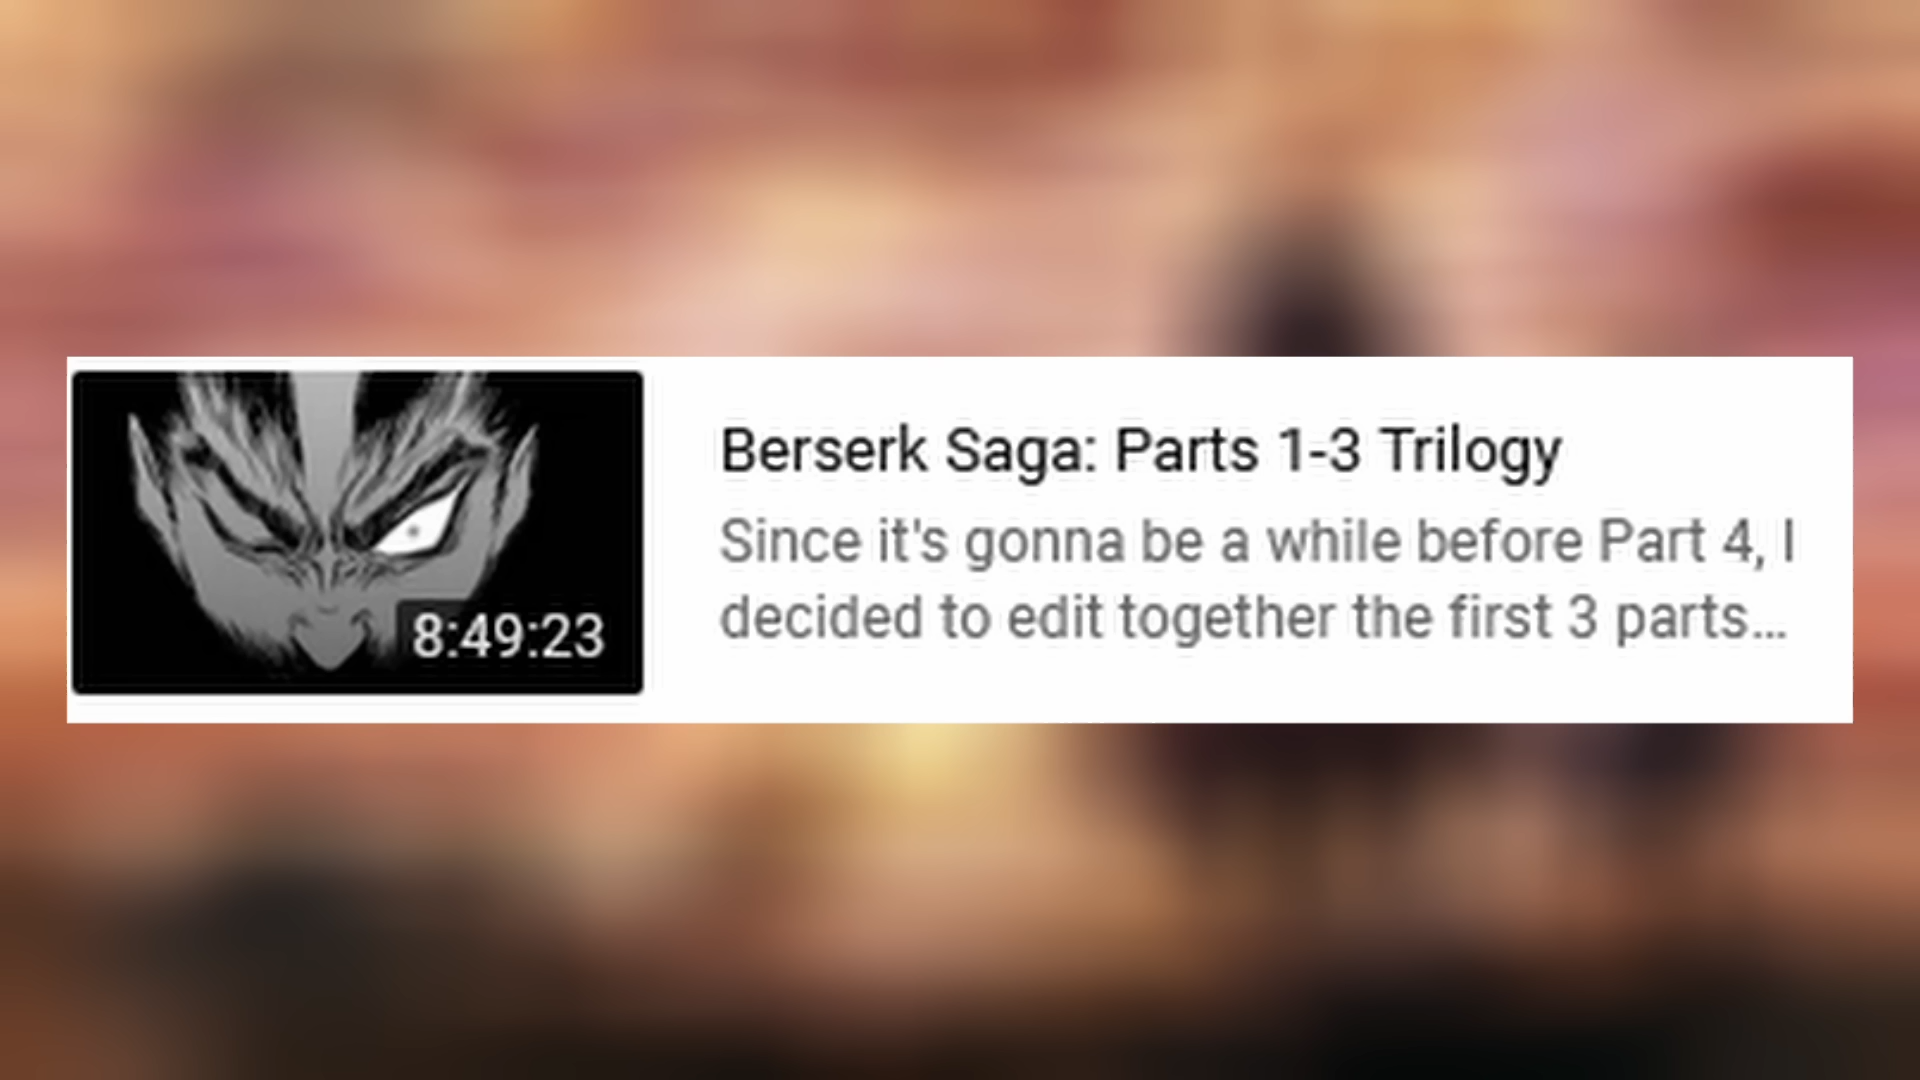 Berserk Saga: Parts 1-3 Trilogy
Since it's gonna be a while before Part 4, I
decided to edit together the first 3 parts...
8:49:23